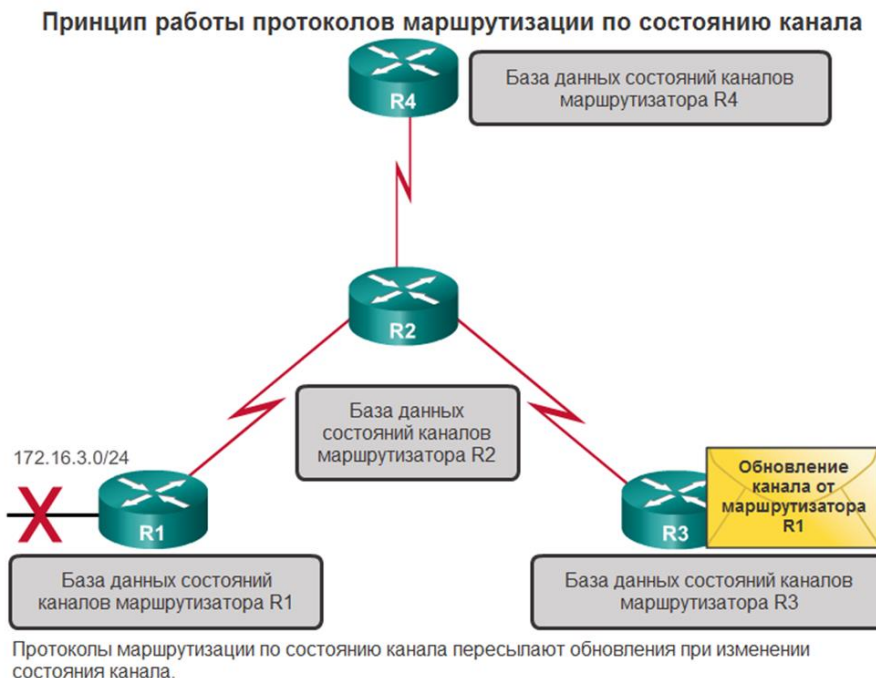 Принцип работы протоколов маршрутизации по состоянию канала
R4
База данных состояний каналов
маршрутизатора R4
R2
База данных
состояний каналов
маршрутизатора R2
172.16.3.0/24
R1
База данных состояний
каналов маршрутизатора R1
R3
Обновление
канала от
маршрутизатора
R1
База данных состояний каналов
маршрутизатора R3
Протоколы маршрутизации по состоянию канала пересылают обновления при изменении
состояния канала.